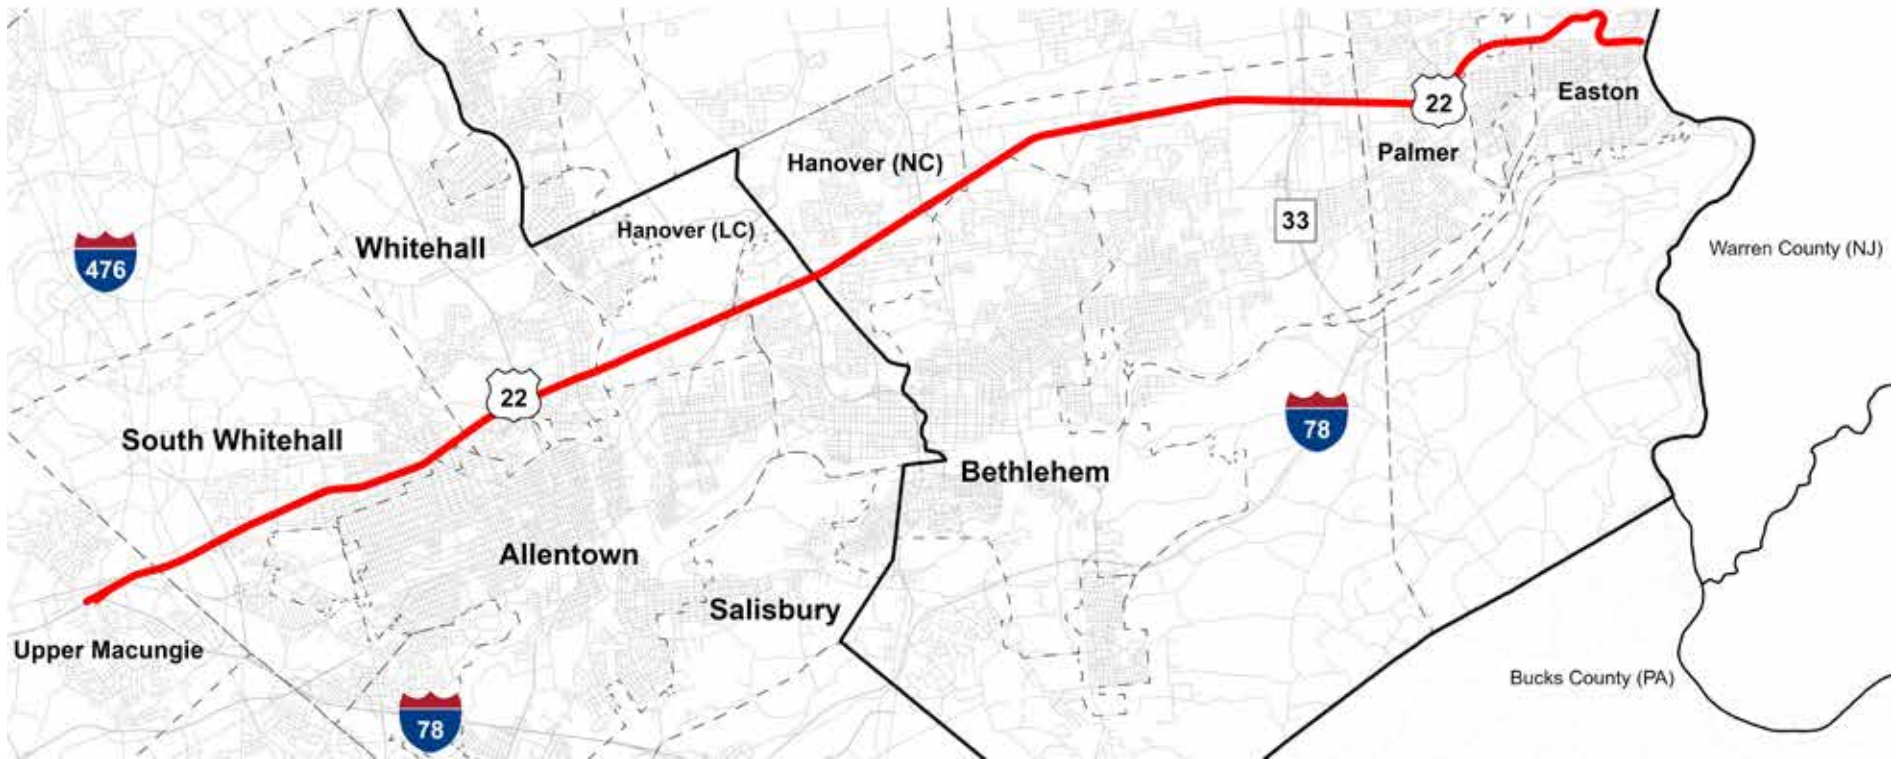 22
Easton
Palmer
Hanover (NC)
33
Hanover (LC)
Whitehall
Warren County (NJ)
476
22
South Whitehall
78
Bethlehem
Allentown
Salisbury
Upper Macungie
Bucks County (PA)
78